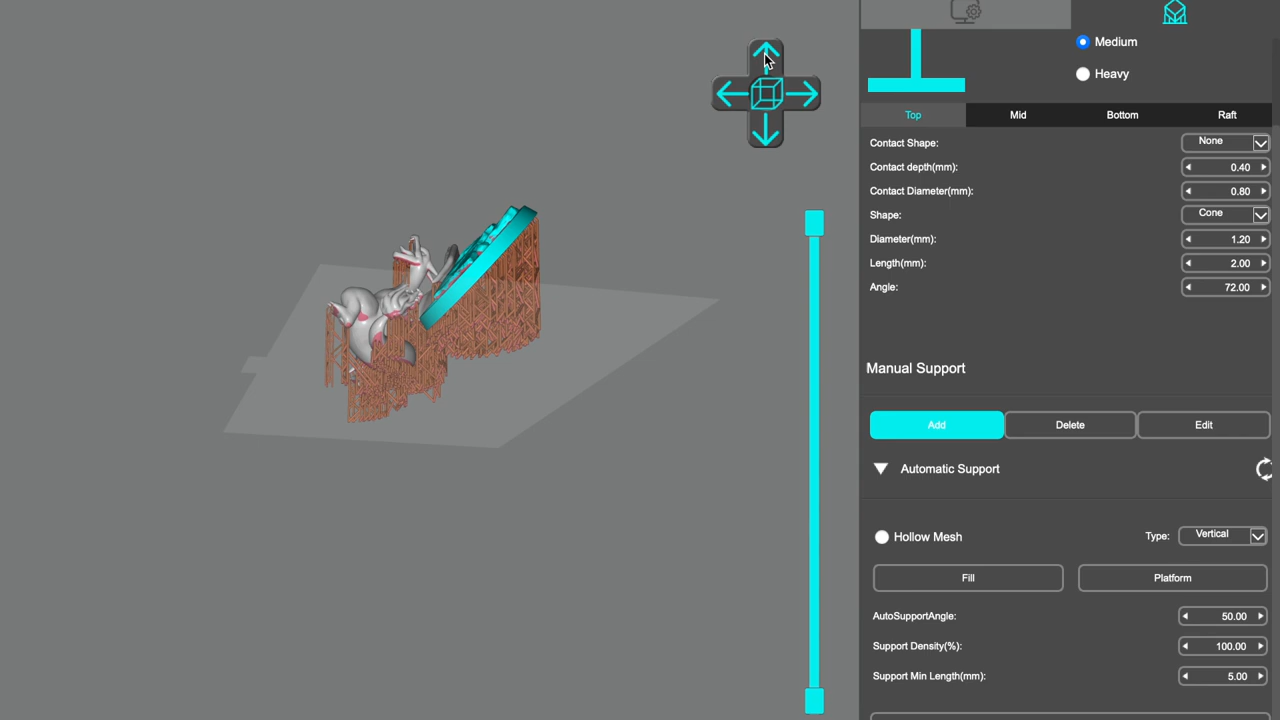 Medium
Heavy
Top Mid Bottom Raft
Contact Shape: None
Contact depth(mm): 0.40
Contact Diameter(mm): 0.80
Shape: Cone
Diameter(mm): 1.20
Length(mm): 2.00
Angle: 72.00
Manual Support
Add Delete Edit
Automatic Support
Hollow Mesh Type: Vertical
Fill Platform
AutoSupportAngle: 50.00
Support Density(%): 100.00
Support Min Length(mm): 5.00